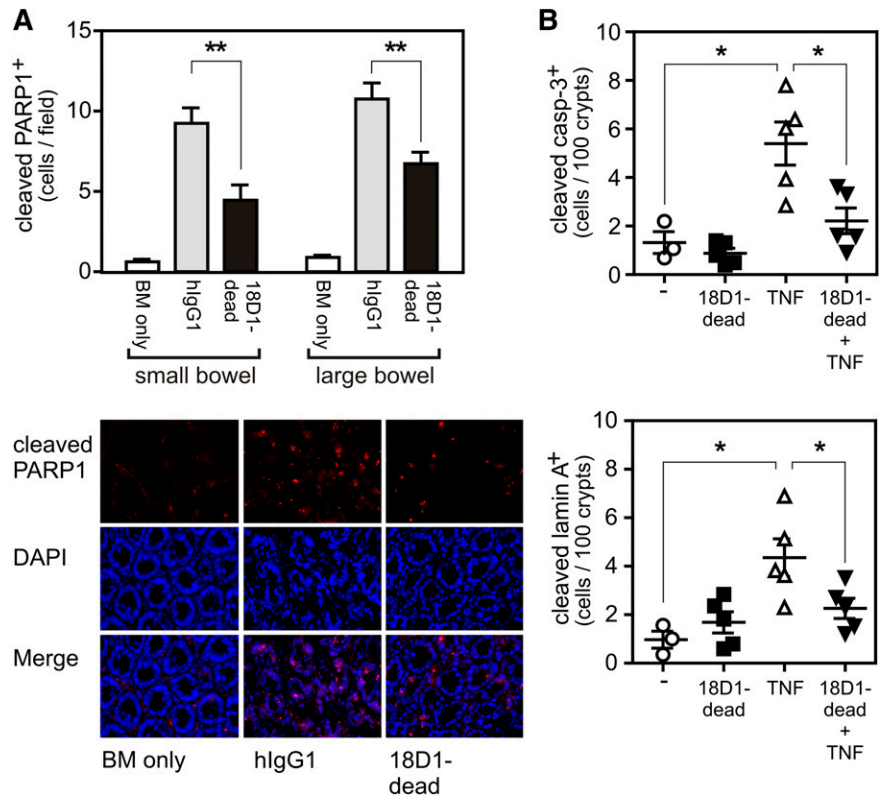 A
cleaved PARP1+
(cells / field)
15
10
5
0
**
**
BM only
hIgG1
18D1-
dead
BM only
hIgG1
18D1-
dead
small bowel
large bowel
cleaved
PARP1
DAPI
Merge
BM only
hIgG1
18D1-
dead
B
cleaved casp-3+
(cells / 100 crypts)
10
8
6
4
2
0
*
*
-
18D1-
dead
TNF
18D1-
dead
+
TNF
cleaved lamin A+
(cells / 100 crypts)
10
8
6
4
2
0
*
*
-
18D1-
dead
TNF
18D1-
dead
+
TNF